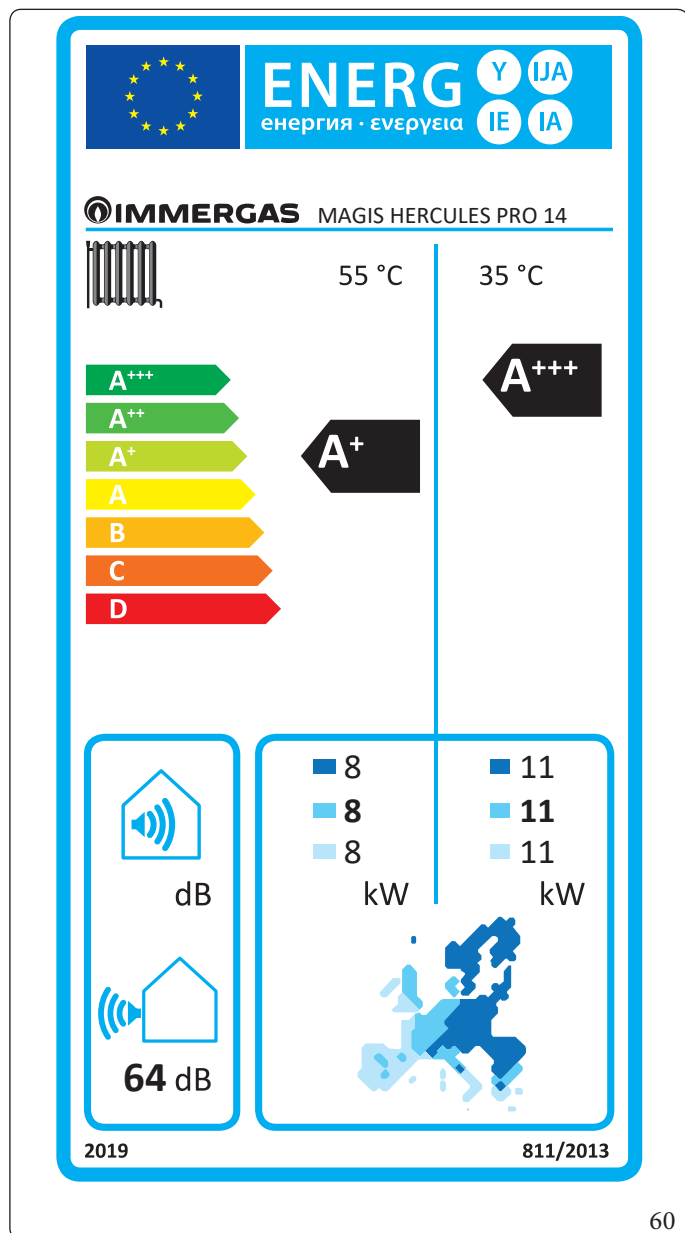 ENERG Y IJA
енергия · ενεργεια IE IA
IMMERGAS MAGIS HERCULES PRO 14
55 °C 35 °C
A+++
A+++
A++
A+
A+
A
B
C
D
8 11
8 11
8 11
kW kW
dB
64 dB
2019 811/2013
60